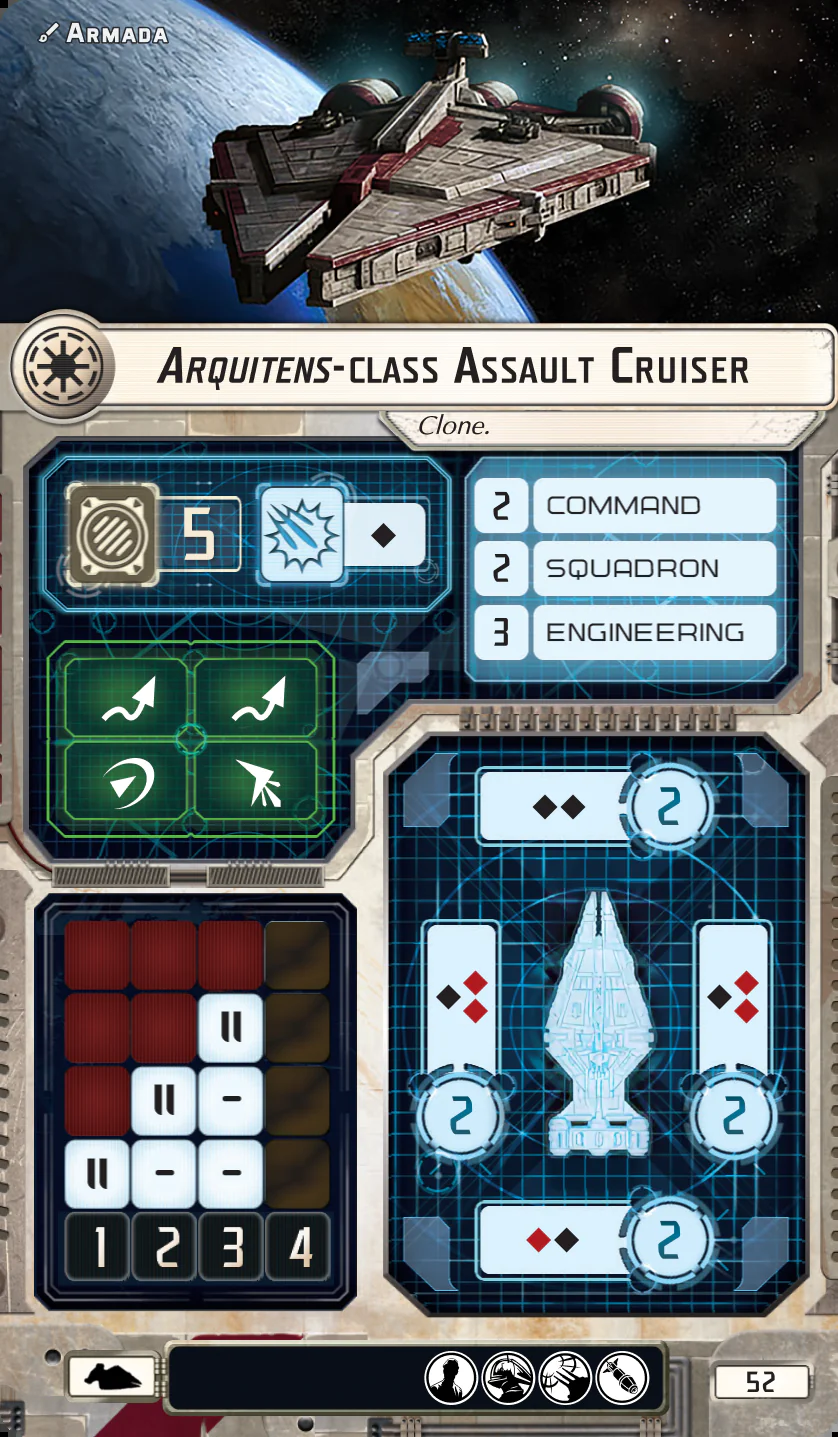 ARMADA
ARQUITENS-CLASS ASSAULT CRUISER
Clone.
5
2 COMMAND
2 SQUADRON
3 ENGINEERING
2
II
II -
2 2
II - -
1 2 3 4
2
52